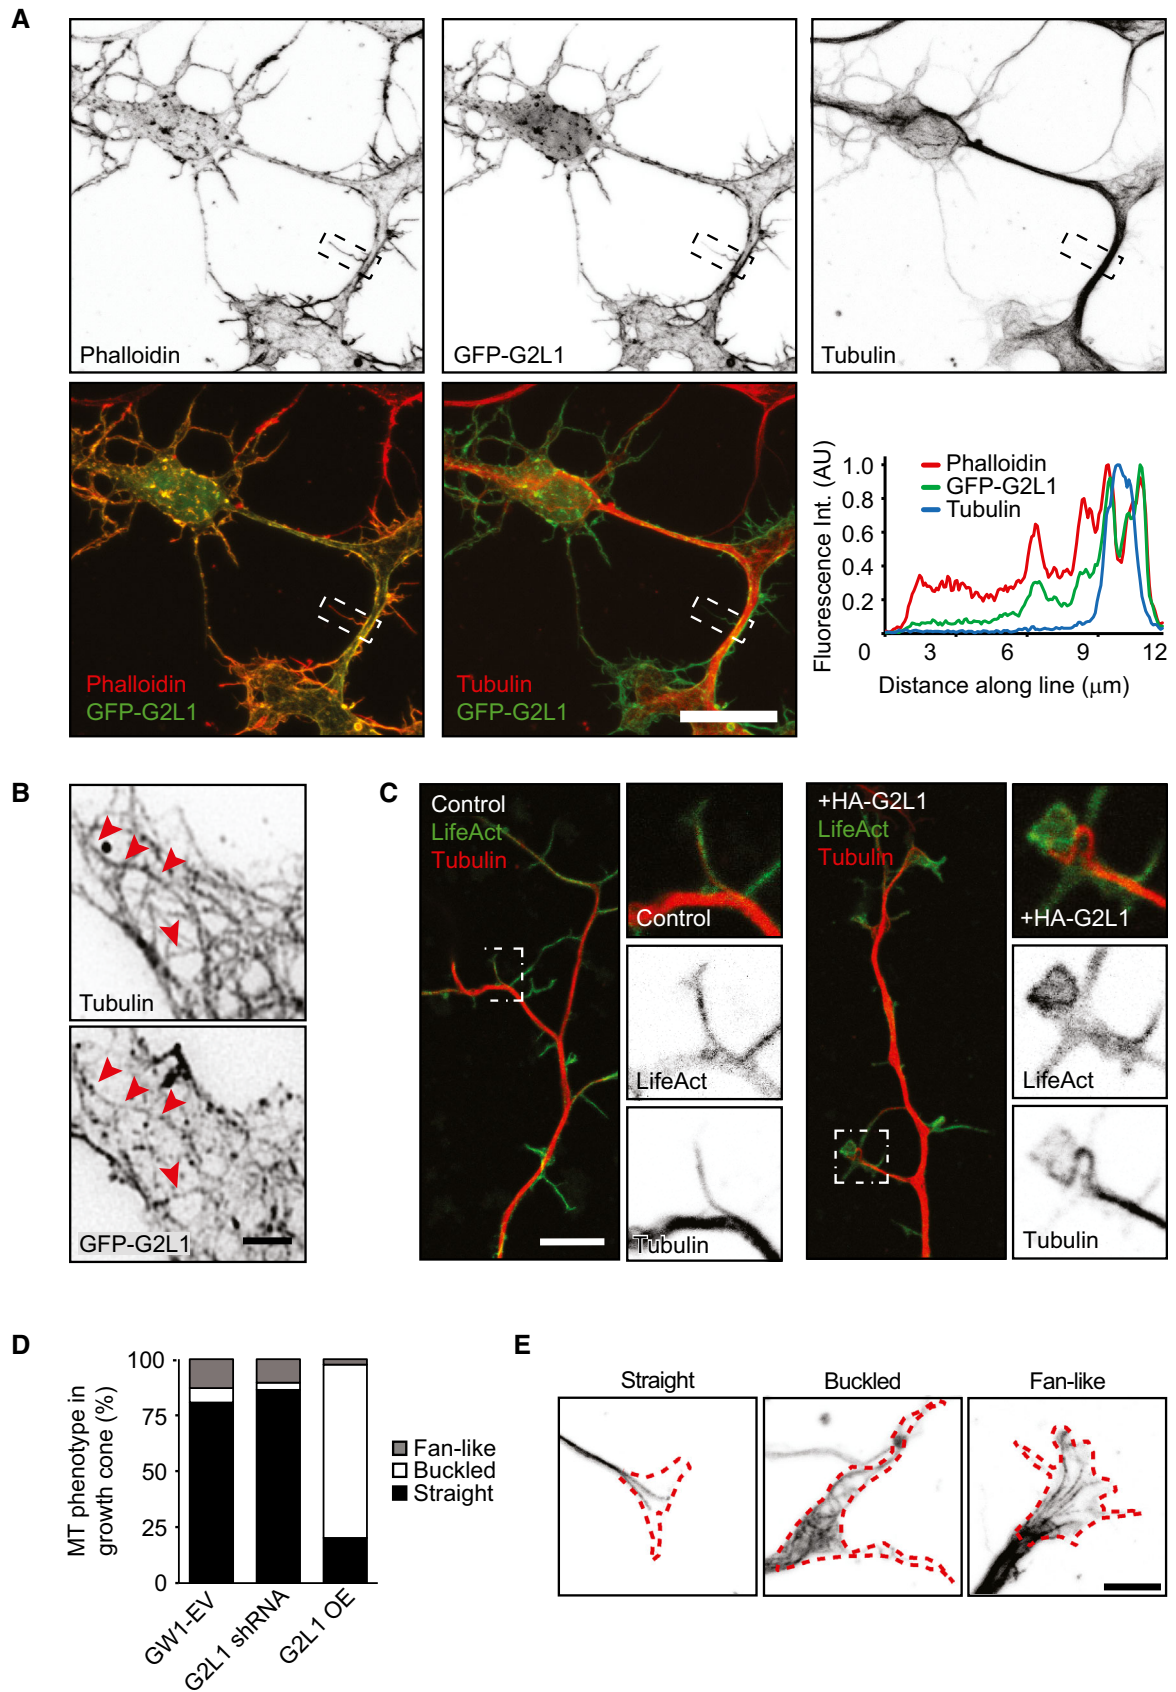 A
Phalloidin
GFP-G2L1
Tubulin
Phalloidin
GFP-G2L1
Tubulin
GFP-G2L1
Fluorescence Int. (AU)
1.0
0.8
0.6
0.4
0.2
Phalloidin
GFP-G2L1
Tubulin
0 3 6 9 12
Distance along line (μm)
B
Tubulin
GFP-G2L1
C
Control
LifeAct
Tubulin
Control
LifeAct
Tubulin
+HA-G2L1
LifeAct
Tubulin
+HA-G2L1
LifeAct
Tubulin
D
MT phenotype in
growth cone (%)
100
75
50
25
0
GW1-EV
G2L1 shRNA
G2L1 OE
Fan-like
Buckled
Straight
E
Straight
Buckled
Fan-like